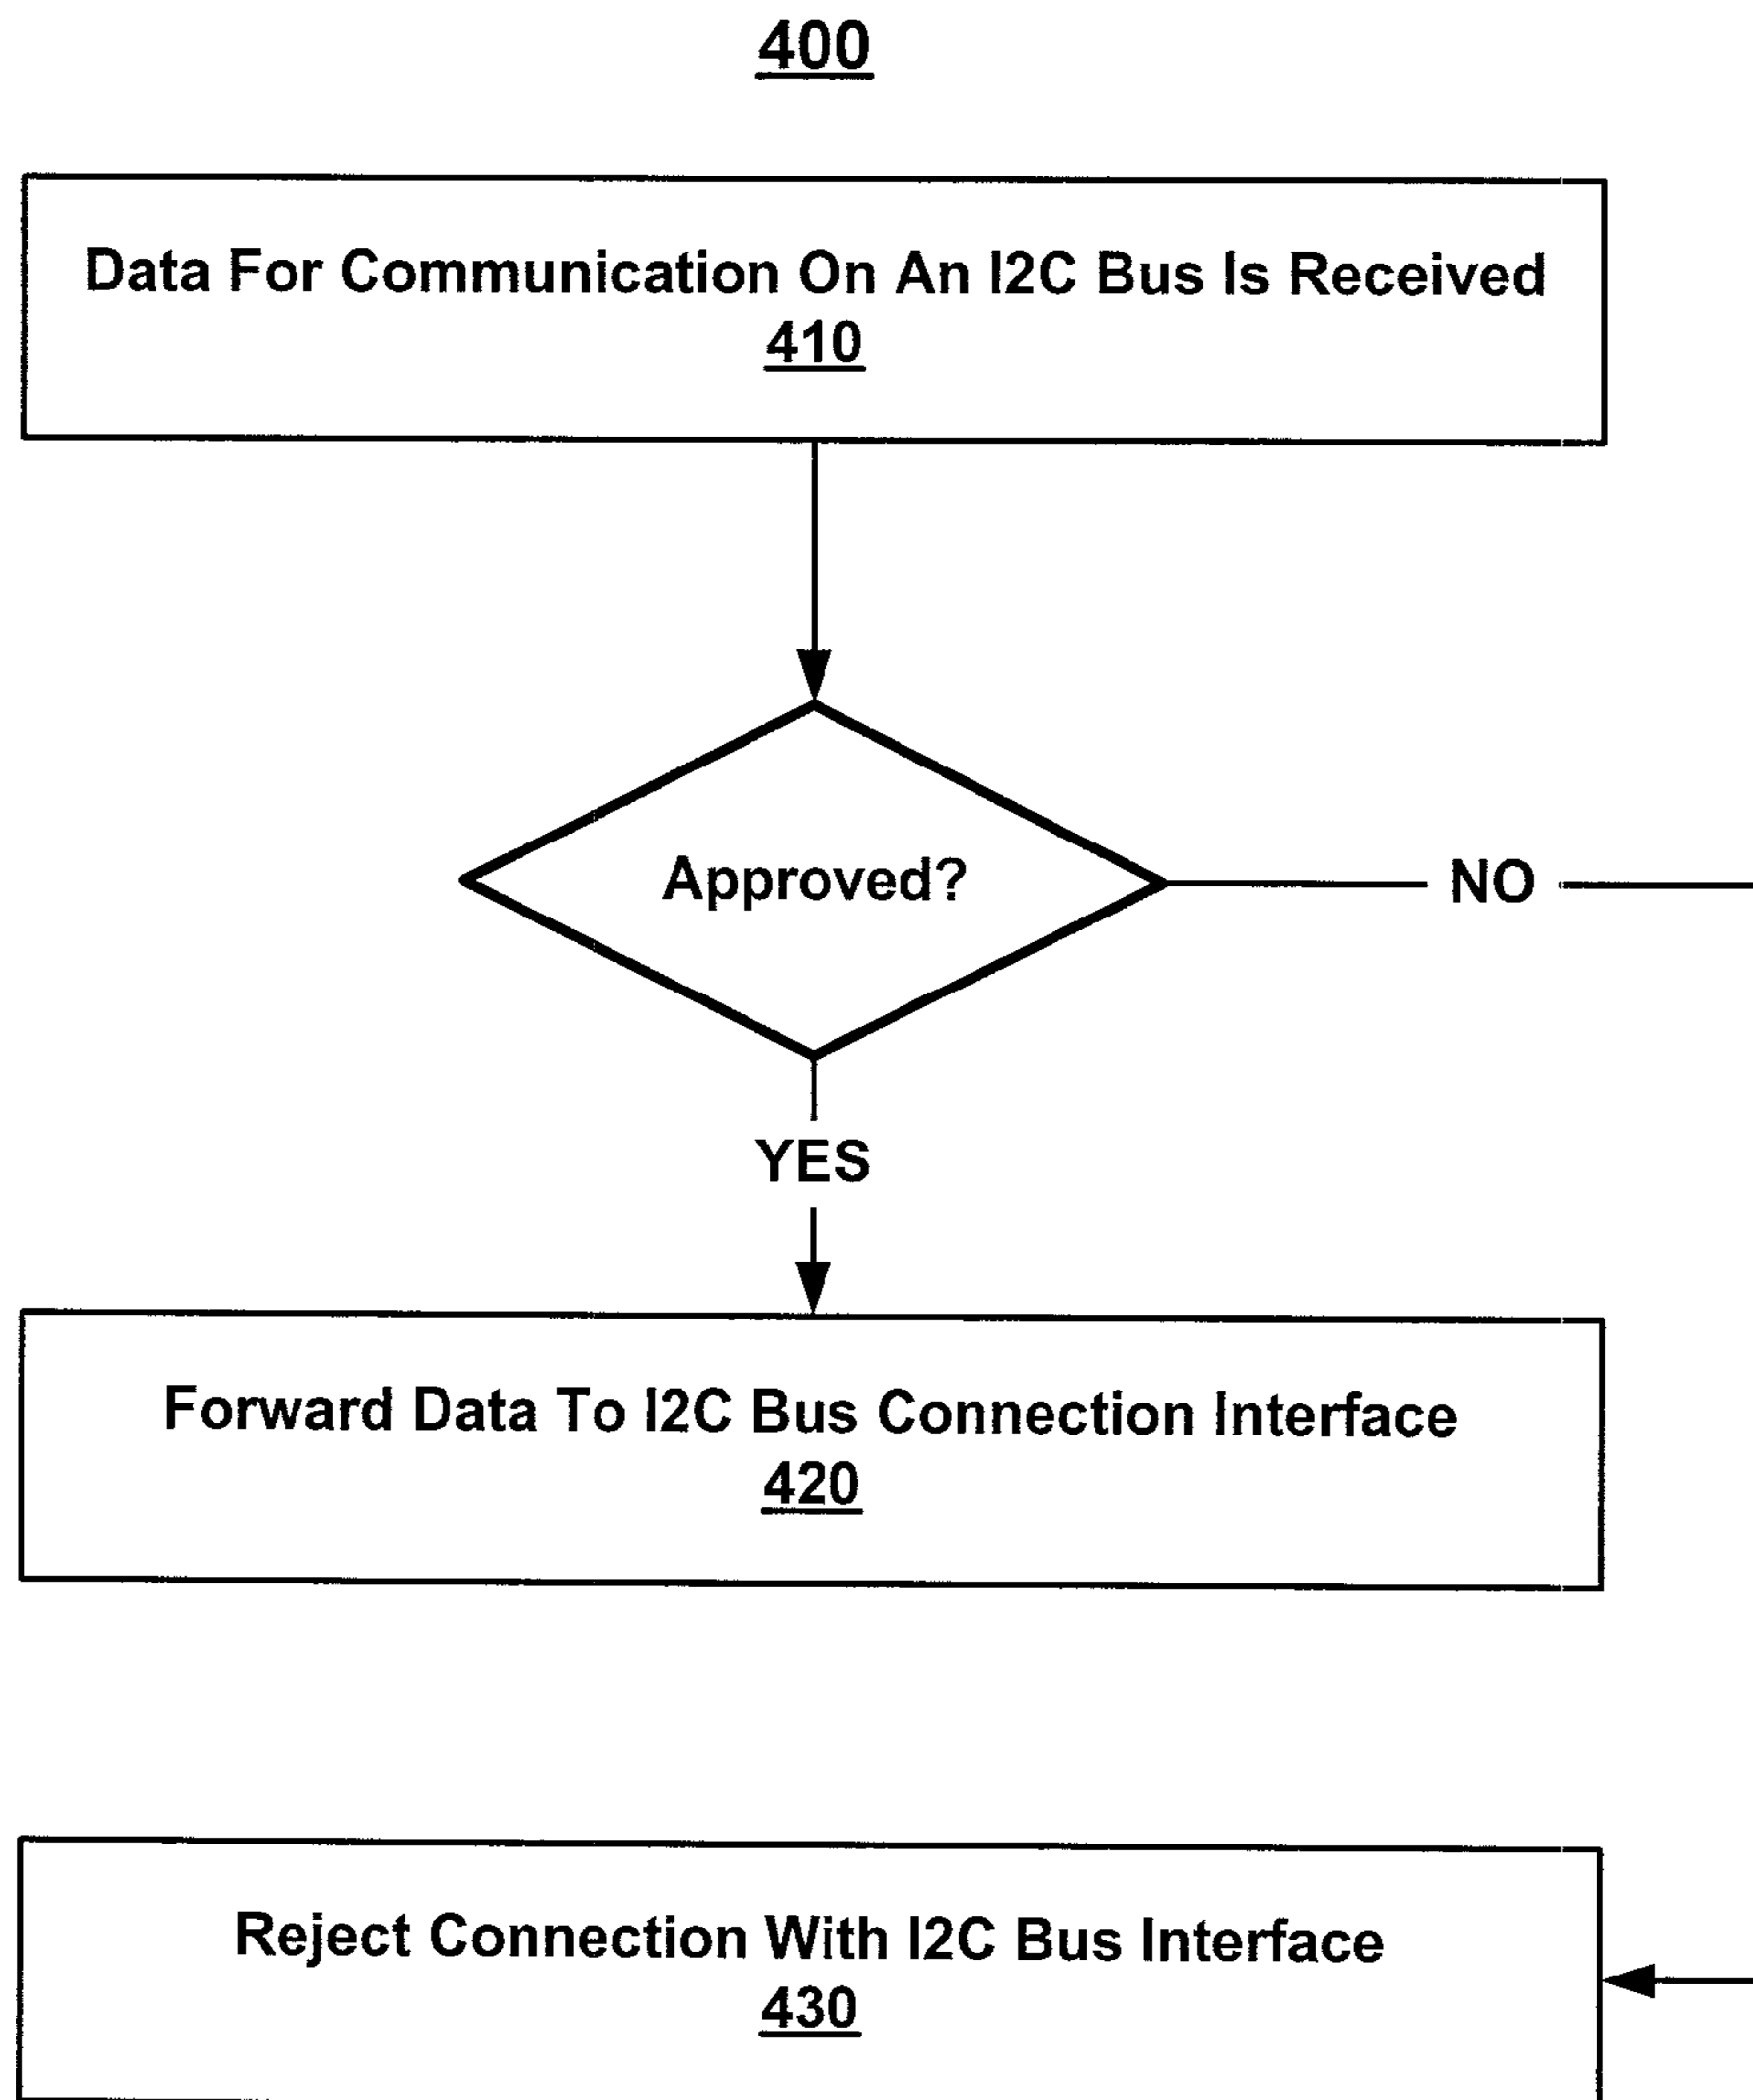 400
Data For Communication On An I2C Bus Is Received
410
Approved?
NO
YES
Forward Data To I2C Bus Connection Interface
420
Reject Connection With I2C Bus Interface
430